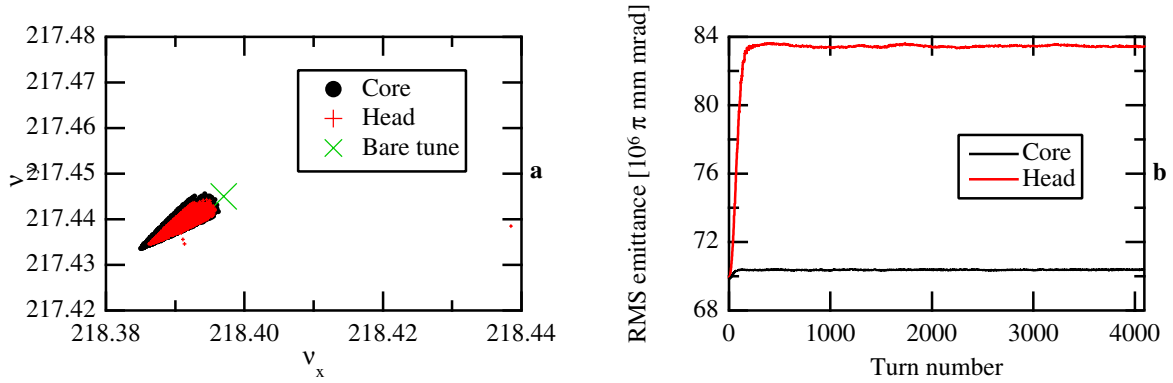 217.48
217.48
217.46
217.45
217.44
217.43
217.42
218.38
218.40
218.42
218.44
ν
ν_x
Core
Head
Bare tune
a
RMS emittance [10⁶ π mm mrad]
84
80
76
72
68
0
1000
2000
3000
4000
Turn number
Core
Head
b